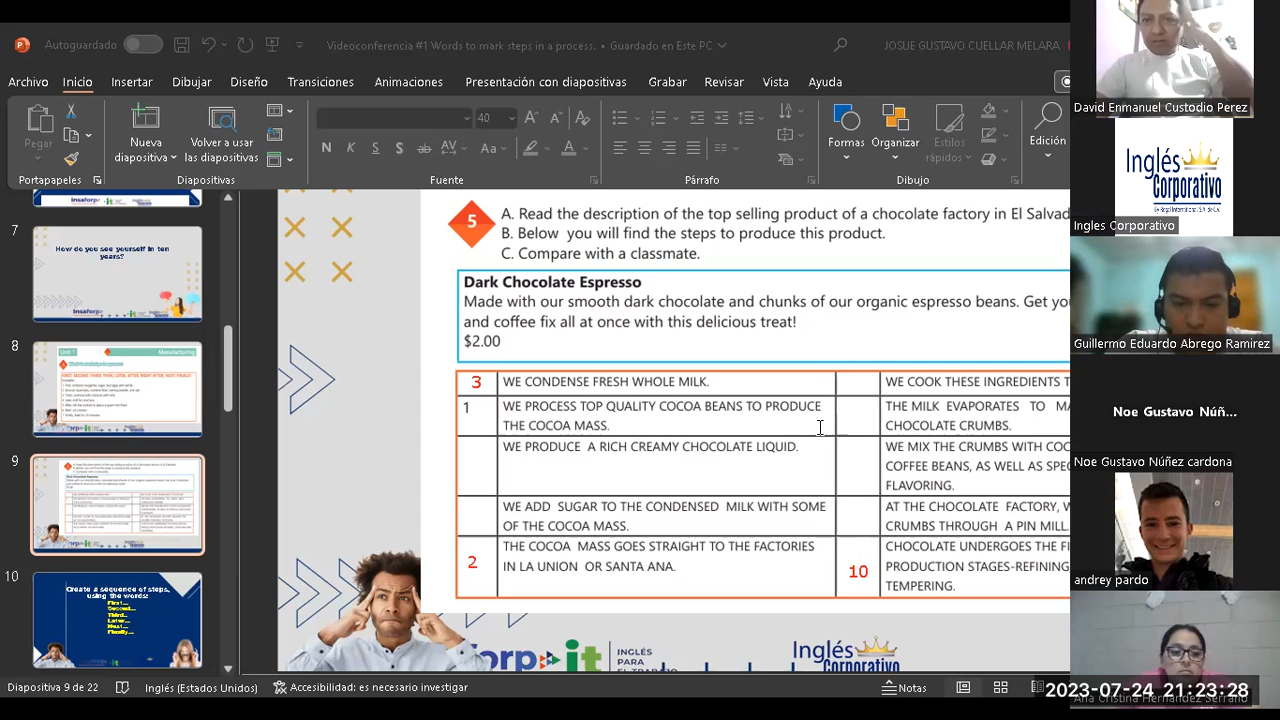 Autoguardado
Videoconferencia #1 Words to mark steps in a process. • Guardado en Este PC
JOSUE GUSTAVO CUELLAR MELARA
Archivo Inicio Insertar Dibujar Diseño Transiciones Animaciones Presentación con diapositivas Grabar Revisar Vista Ayuda
Pegar
Nueva diapositiva
Volver a usar las diapositivas
40
N K S S ab AV Aa A
Formas Organizar Estilos rápidos Edición
Portapapeles Diapositivas Párrafo Dibujo
7
How do you see yourself in ten years?
8
Unit 1 Manufacturing
9
10
Create a sequence of steps, using the words:
First...
Second...
Third...
Later...
Next...
Finally...
5
Read the description of the top selling product of a chocolate factory in El Salvad
B. Below you will find the steps to produce this product.
C. Compare with a classmate.
Dark Chocolate Espresso
Made with our smooth dark chocolate and chunks of our organic espresso beans. Get yo
and coffee fix all at once with this delicious treat!
$2.00
3 WE CONDENSE FRESH WHOLE MILK.
WE COOK THESE INGREDIENTS T
1 WE PROCESS TOP QUALITY COCOA BEANS TO PRODUCE
THE COCOA MASS.
THE MILK EVAPORATES TO MA
CHOCOLATE CRUMBS.
WE PRODUCE A RICH CREAMY CHOCOLATE LIQUID.
WE MIX THE CRUMBS WITH COC
COFFEE BEANS, AS WELL AS SPEC
FLAVORING.
WE ADD SUGAR TO THE CONDENSED MILK WITH SOME
OF THE COCOA MASS.
AT THE CHOCOLATE FACTORY, W
CRUMBS THROUGH A PIN MILL.
2 THE COCOA MASS GOES STRAIGHT TO THE FACTORIES
IN LA UNION OR SANTA ANA.
10 CHOCOLATE UNDERGOES THE FI
PRODUCTION STAGES-REFINING
TEMPERING.
INGLÉS
PARA
EL TRABAJO
Inglés
Corporativo
Diapositiva 9 de 22
Inglés (Estados Unidos)
Accesibilidad: es necesario investigar
Notas
David Enmanuel Custodio Perez
Inglés
Corporativo
By Regal International, S.A. de C.V.
Ingles Corporativo
Guillermo Eduardo Abrego Ramirez
Noe Gustavo Núñ...
Noe Gustavo Núñez cardona
andrey pardo
Ana Cristina Hernandez Serrano
2023-07-24 21:23:28